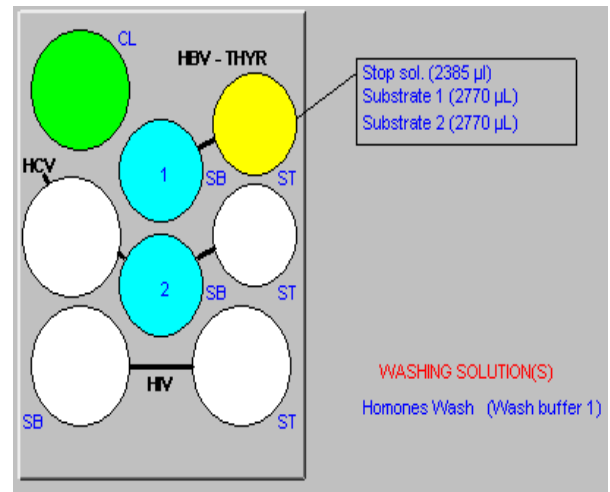 CL
HBV - THYR
Stop sol. (2385 µl)
Substrate 1 (2770 µL)
Substrate 2 (2770 µL)
HCV
1
SB
ST
2
SB
ST
WASHING SOLUTION(S)
HIV
Homones Wash (Wash buffer 1)
SB
ST